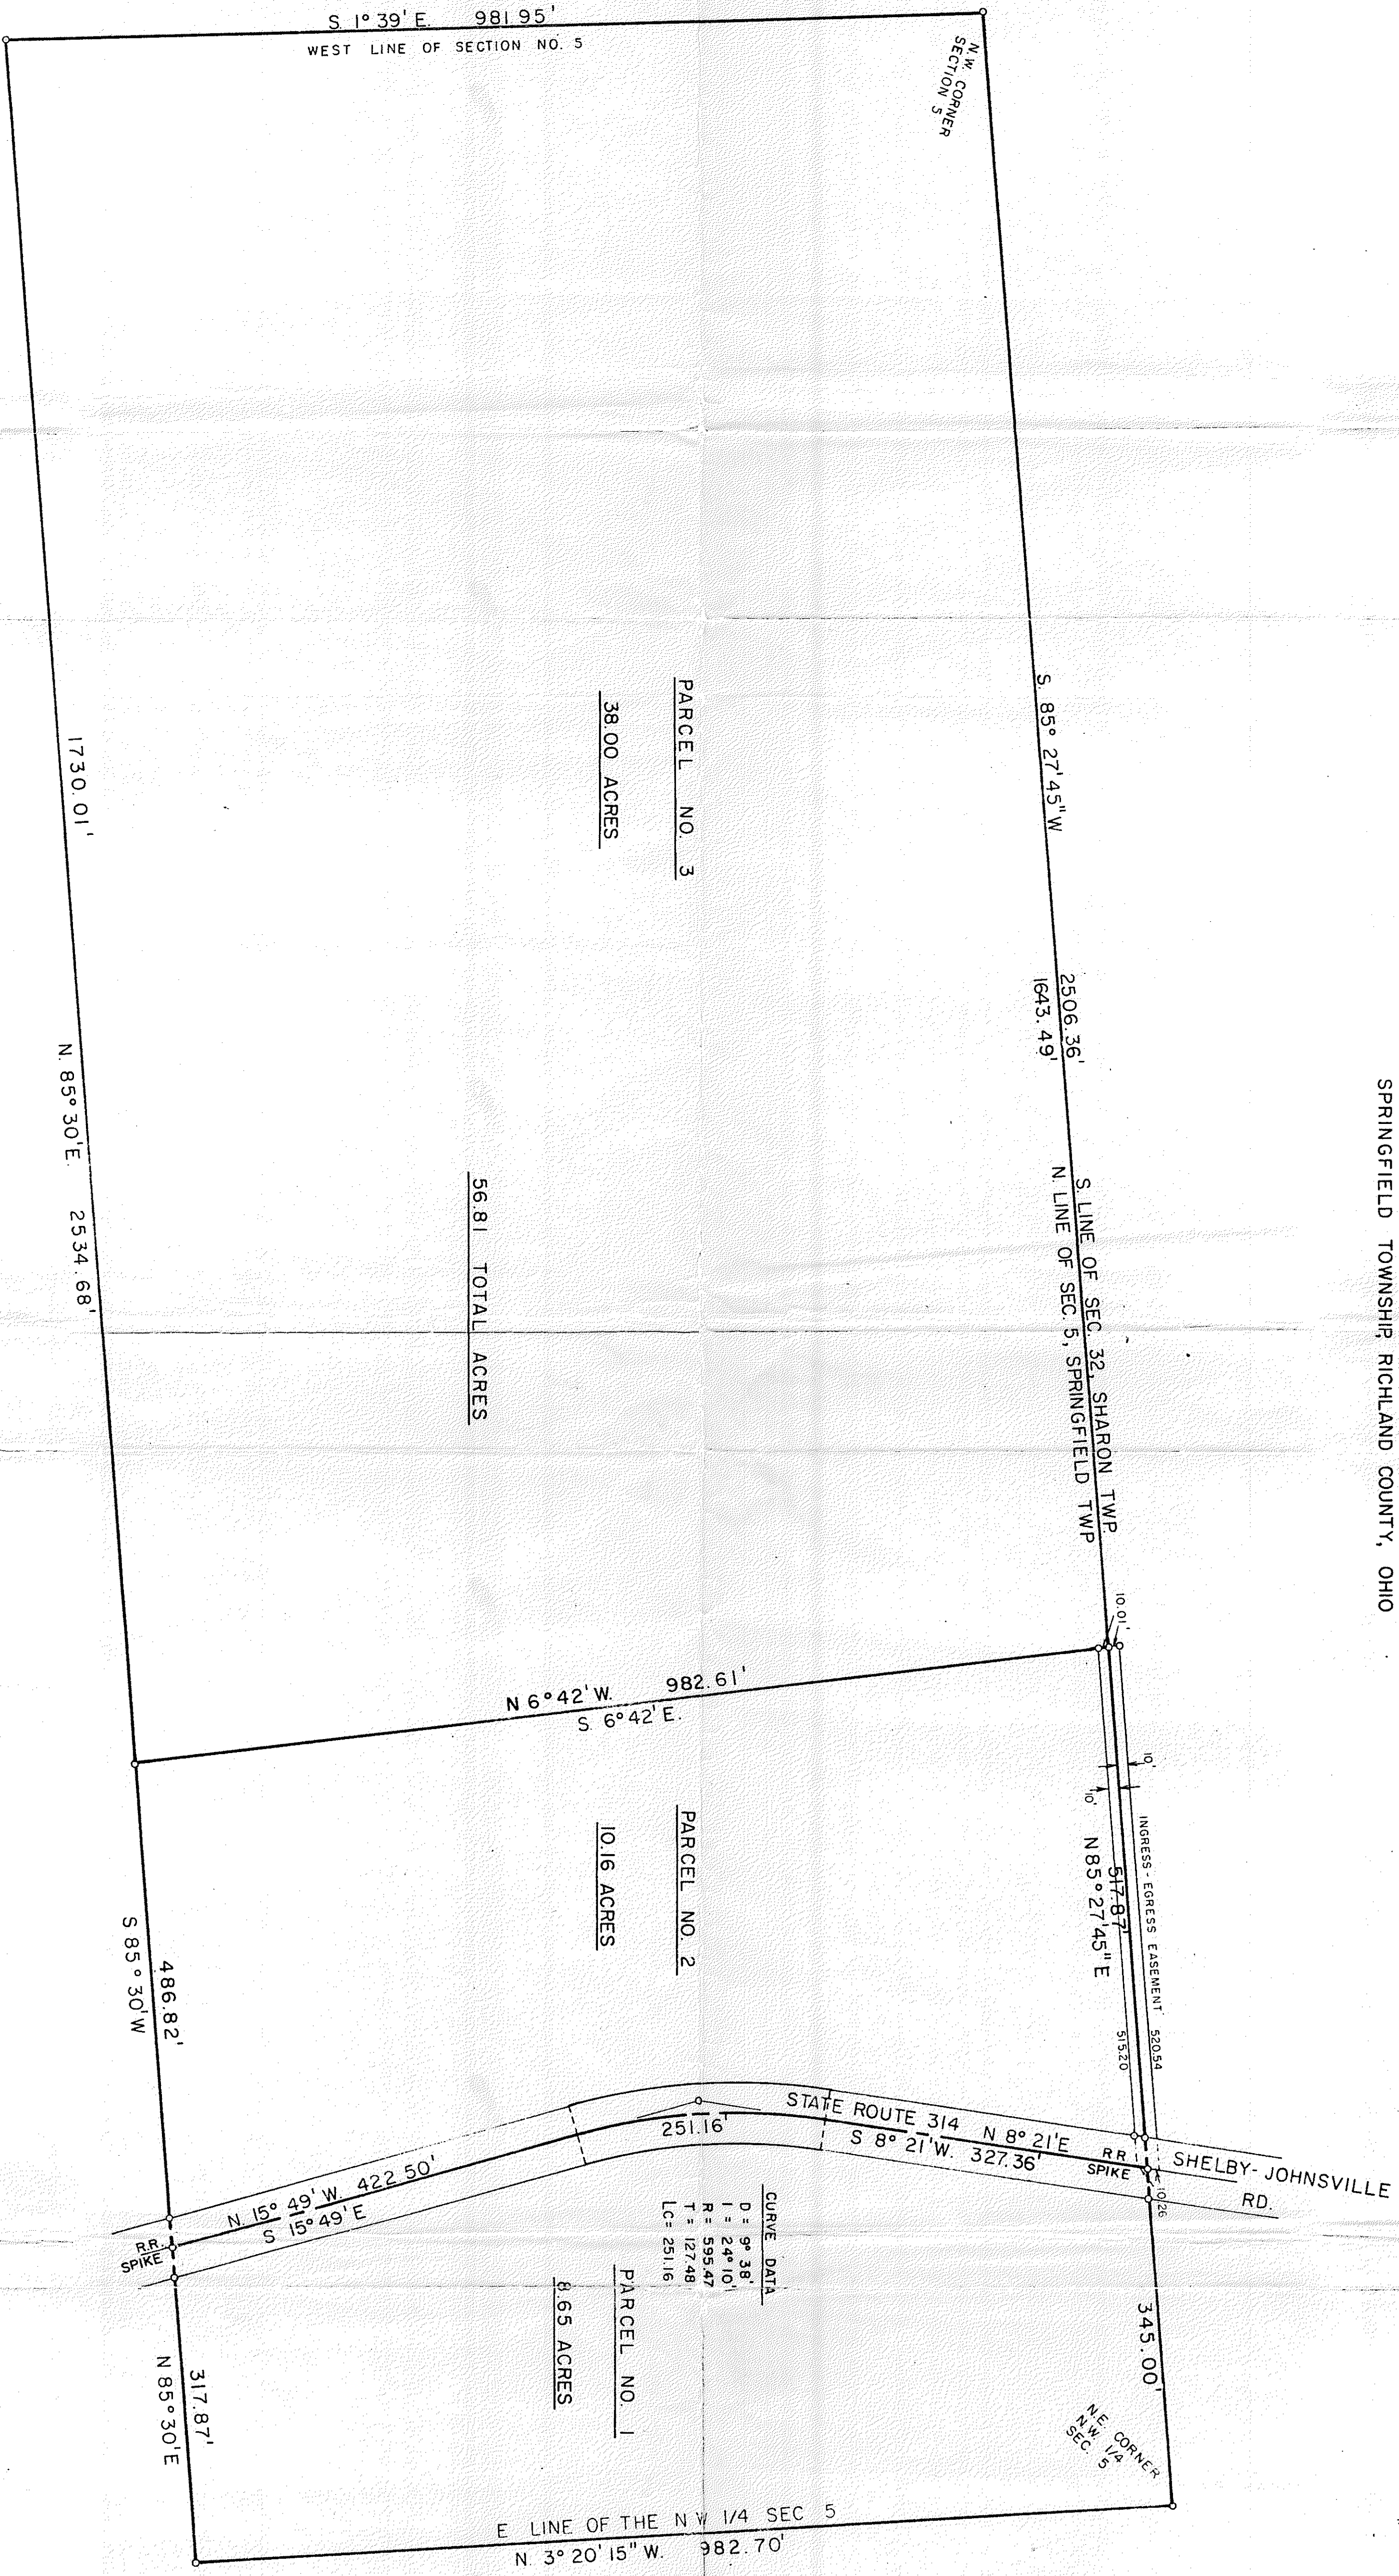 SPRINGFIELD TOWNSHIP, RICHLAND COUNTY, OHIO
S. 1° 39' E. 981.95'
WEST LINE OF SECTION NO. 5
N.W. CORNER
SECTION 5
S. 85° 27' 45" W
2506.36'
1643.49'
S. LINE OF SEC. 32, SHARON TWP.
N. LINE OF SEC. 5, SPRINGFIELD TWP
PARCEL NO. 3
38.00 ACRES
56.81 TOTAL ACRES
1730.01'
N. 85° 30' E. 2534.68'
N 6° 42' W. 982.61'
S. 6° 42' E.
10.01'
10'
10'
INGRESS - EGRESS EASEMENT 520.54
517.87'
N 85° 27' 45" E
515.20
PARCEL NO. 2
10.16 ACRES
486.82'
S 85° 30' W
STATE ROUTE 314 N 8° 21' E
S 8° 21' W. 327.36'
R.R.
SPIKE
SHELBY - JOHNSVILLE
RD.
10.26
251.16'
N. 15° 49' W. 422.50'
S 15° 49' E
R.R.
SPIKE
CURVE DATA
D = 9° 38'
I = 24° 10'
R = 595.47
T = 127.48
LC = 251.16
PARCEL NO. 1
8.65 ACRES
345.00'
N.E. CORNER
N.W. 1/4
SEC. 5
317.87'
N 85° 30' E
E LINE OF THE N W 1/4 SEC 5
N. 3° 20' 15" W. 982.70'